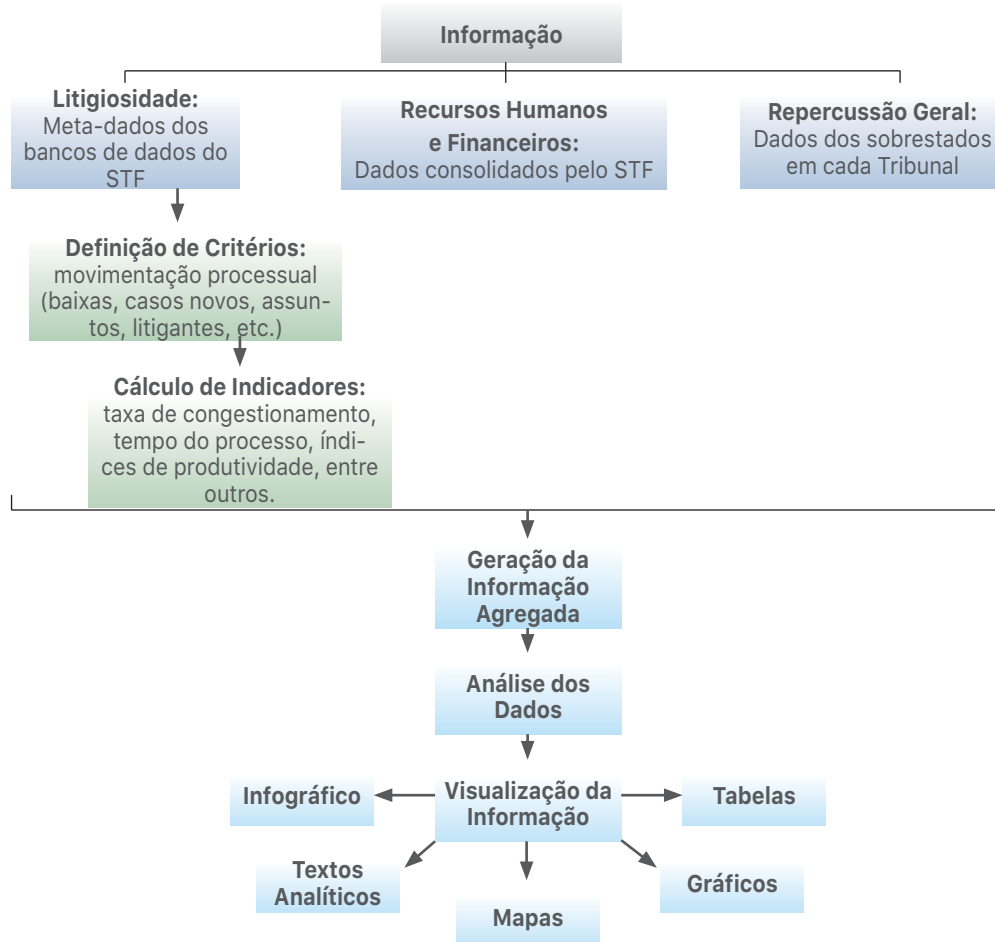 Informação
Litigiosidade:
Meta-dados dos
bancos de dados do
STF
Recursos Humanos
e Financeiros:
Dados consolidados pelo STF
Repercussão Geral:
Dados dos sobrestados
em cada Tribunal
Definição de Critérios:
movimentação processual
(baixas, casos novos, assun-
tos, litigantes, etc.)
Cálculo de Indicadores:
taxa de congestionamento,
tempo do processo, índi-
ces de produtividade, entre
outros.
Geração da
Informação
Agregada
Análise dos
Dados
Visualização da
Informação
Infográfico
Tabelas
Textos
Analíticos
Mapas
Gráficos